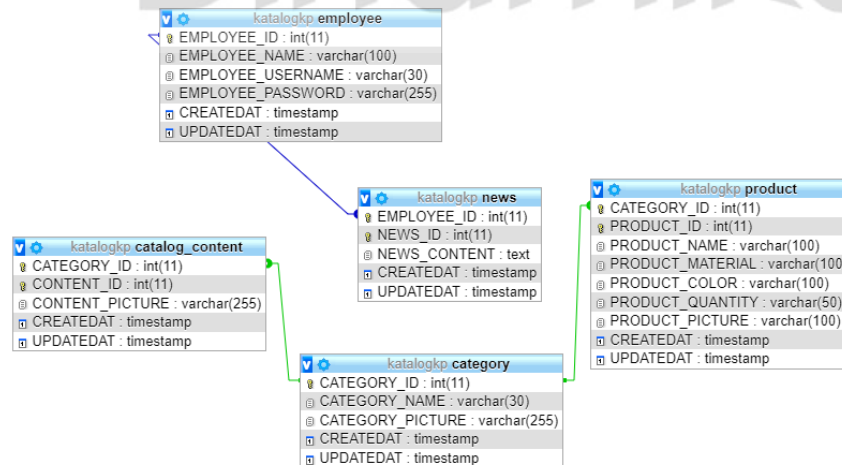 katalogkp employee
EMPLOYEE_ID : int(11)
EMPLOYEE_NAME : varchar(100)
EMPLOYEE_USERNAME : varchar(30)
EMPLOYEE_PASSWORD : varchar(255)
CREATEDAT : timestamp
UPDATEDAT : timestamp
katalogkp news
EMPLOYEE_ID : int(11)
NEWS_ID : int(11)
NEWS_CONTENT : text
CREATEDAT : timestamp
UPDATEDAT : timestamp
katalogkp product
CATEGORY_ID : int(11)
PRODUCT_ID : int(11)
PRODUCT_NAME : varchar(100)
PRODUCT_MATERIAL : varchar(100
PRODUCT_COLOR : varchar(100)
PRODUCT_QUANTITY : varchar(50)
PRODUCT_PICTURE : varchar(100)
CREATEDAT : timestamp
UPDATEDAT : timestamp
katalogkp catalog_content
CATEGORY_ID : int(11)
CONTENT_ID : int(11)
CONTENT_PICTURE : varchar(255)
CREATEDAT : timestamp
UPDATEDAT : timestamp
katalogkp category
CATEGORY_ID : int(11)
CATEGORY_NAME : varchar(30)
CATEGORY_PICTURE : varchar(255)
CREATEDAT : timestamp
UPDATEDAT : timestamp